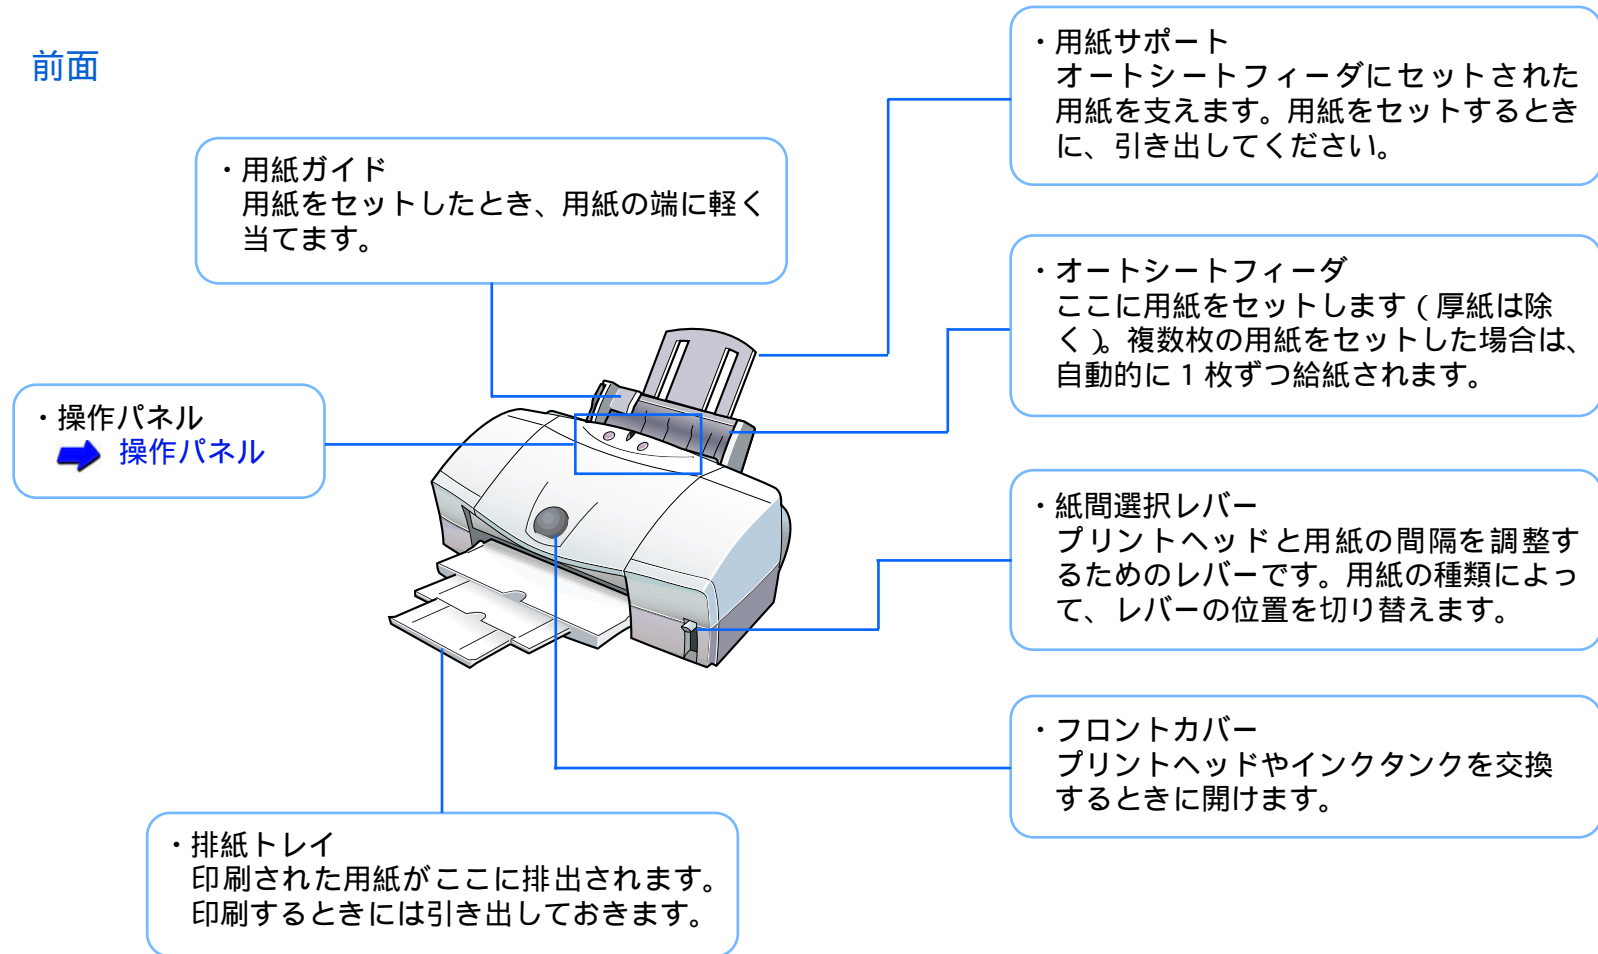 前面
・用紙サポート
オートシートフィーダにセットされた
用紙を支えます。用紙をセットするとき
に、引き出してください。
・用紙ガイド
用紙をセットしたとき、用紙の端に軽く
当てます。
・オートシートフィーダ
ここに用紙をセットします（厚紙は除
く）。複数枚の用紙をセットした場合は、
自動的に１枚ずつ給紙されます。
・操作パネル
操作パネル
・紙間選択レバー
プリントヘッドと用紙の間隔を調整す
るためのレバーです。用紙の種類によっ
て、レバーの位置を切り替えます。
・フロントカバー
プリントヘッドやインクタンクを交換
するときに開けます。
・排紙トレイ
印刷された用紙がここに排出されます。
印刷するときには引き出しておきます。